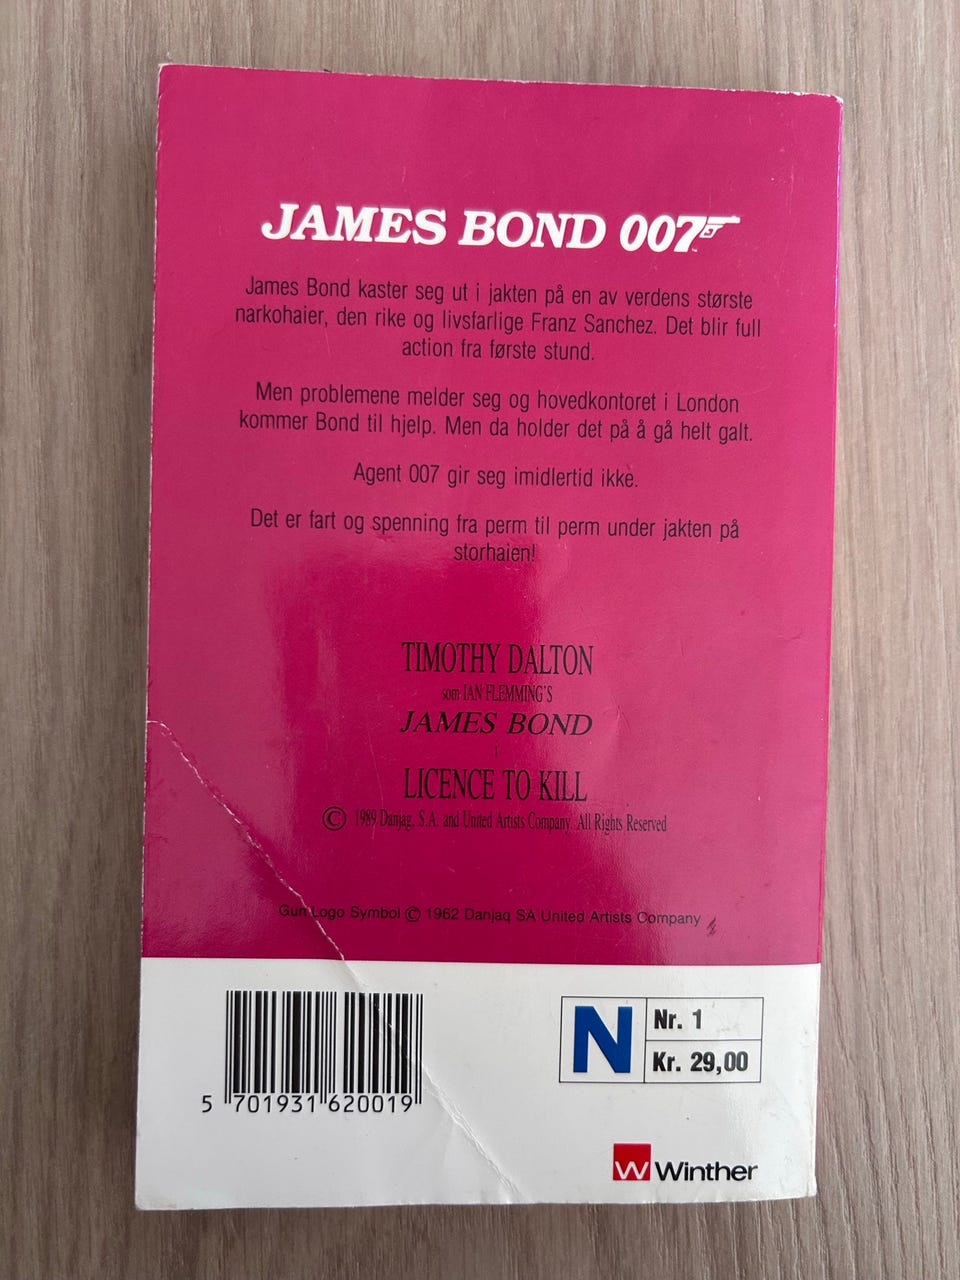 JAMES BOND 007
James Bond kaster seg ut i jakten på en av verdens største
narkohaier, den rike og livsfarlige Franz Sanchez. Det blir full
action fra første stund.
Men problemene melder seg og hovedkontoret i London
kommer Bond til hjelp. Men da holder det på å gå helt galt.
Agent 007 gir seg imidlertid ikke.
Det er fart og spenning fra perm til perm under jakten på
storhaien!
TIMOTHY DALTON
som IAN FLEMMING'S
JAMES BOND
i
LICENCE TO KILL
© 1989 Danjag, S.A. and United Artists Company. All Rights Reserved
Gun Logo Symbol © 1962 Danjaq SA United Artists Company
5 701931 620019
N
Nr. 1
Kr. 29,00
W Winther